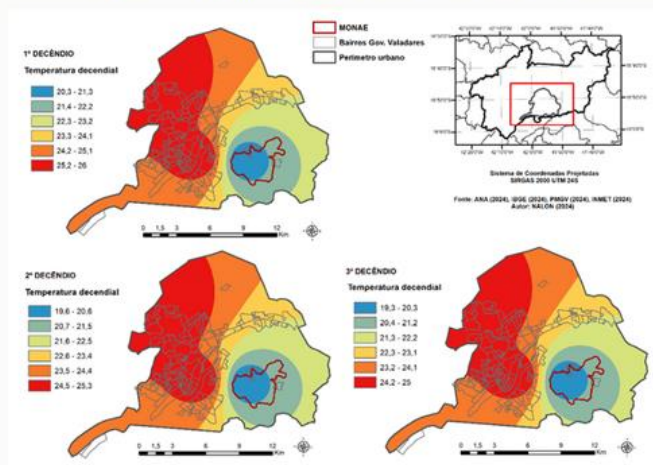 1º DECÊNDIO
Temperatura decendial
20,3 - 21,3
21,4 - 22,2
22,3 - 23,2
23,3 - 24,1
24,2 - 25,1
25,2 - 26
0 1,5 3 6 9 12
Km
MONAE
Bairros Gov. Valadares
Perímetro urbano
Sistema de Coordenadas Projetadas
SIRGAS 2000 UTM 24S
Fonte: ANA (2024), IBGE (2024), PMGV (2024), INMET (2024)
Autor: NALON (2024)
2º DECÊNDIO
Temperatura decendial
19,6 - 20,6
20,7 - 21,5
21,6 - 22,5
22,6 - 23,4
23,5 - 24,4
24,5 - 25,3
0 1,5 3 6 9 12
Km
3º DECÊNDIO
Temperatura decendial
19,3 - 20,3
20,4 - 21,2
21,3 - 22,2
22,3 - 23,1
23,2 - 24,1
24,2 - 25
0 1,5 3 6 9 12
Km